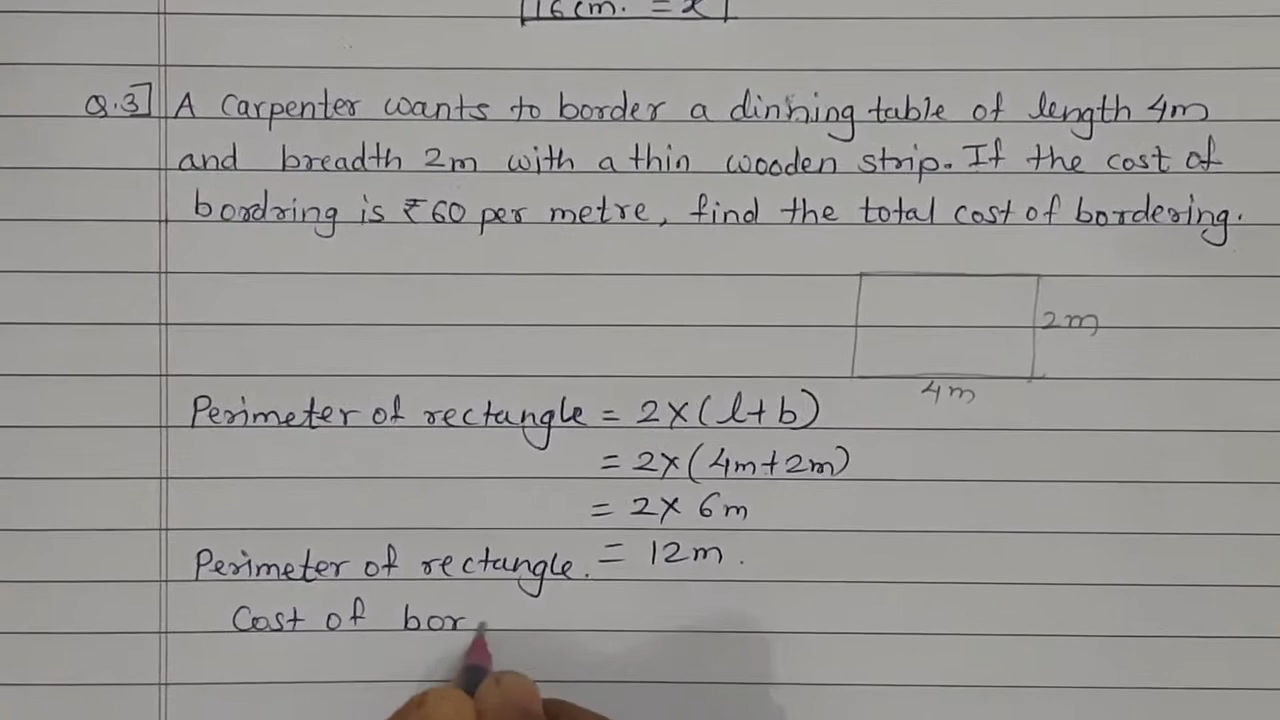 16cm. = x
Q.3] A Carpenter wants to border a dinning table of length 4m
and breadth 2m with a thin wooden strip. If the cost of
bordring is ₹60 per metre, find the total cost of bordering.
2m
4m
Perimeter of rectangle = 2×(l+b)
= 2×(4m+2m)
= 2× 6m
Perimeter of rectangle. = 12m.
Cost of bor